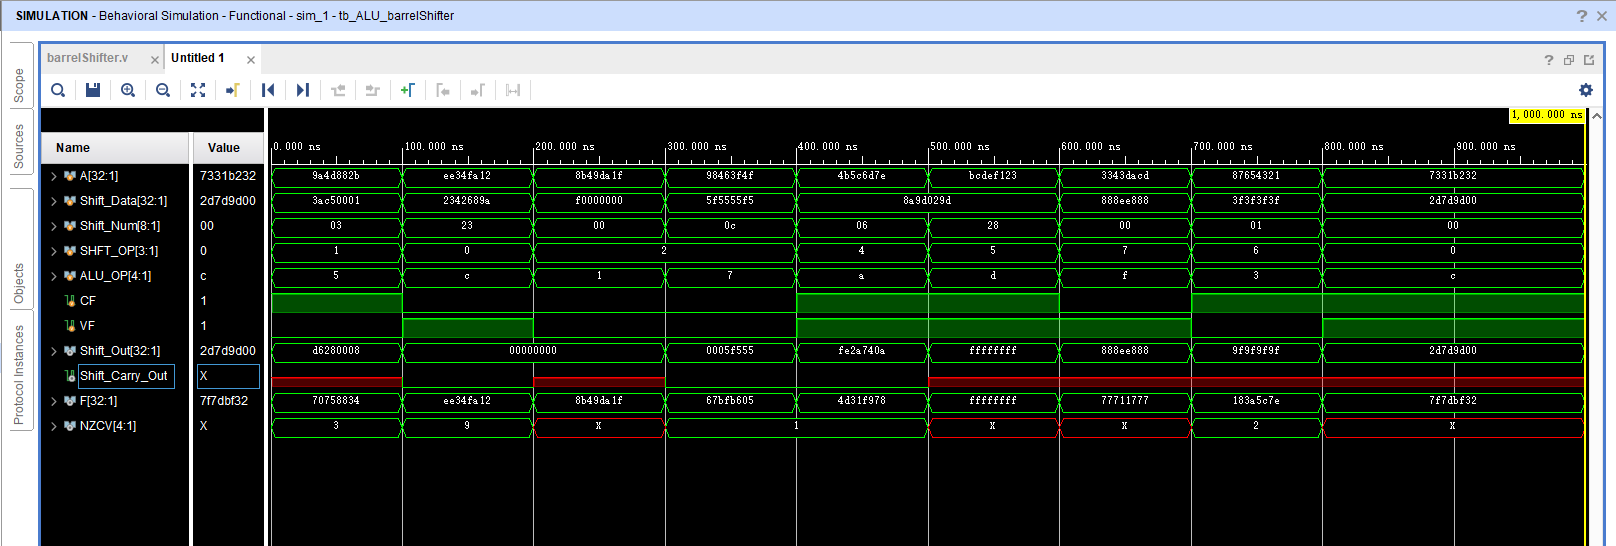 SIMULATION - Behavioral Simulation - Functional - sim_1 - tb_ALU_barrelShifter
barrelShifter.v Untitled 1
Scope
Sources
Objects
Protocol Instances
1,000.000 ns
Name Value
0.000 ns 100.000 ns 200.000 ns 300.000 ns 400.000 ns 500.000 ns 600.000 ns 700.000 ns 800.000 ns 900.000 ns
A[32:1] 7331b232 9a4d882b ee34fa12 8b49da1f 98463f4f 4b5c6d7e bcdef123 3343dacd 87654321 7331b232
Shift_Data[32:1] 2d7d9d00 3ac50001 2342689a f0000000 5f5555f5 8a9d029d 888ee888 3f3f3f3f 2d7d9d00
Shift_Num[8:1] 00 03 23 00 0c 06 28 00 01 00
SHFT_OP[3:1] 0 1 0 2 4 5 7 6 0
ALU_OP[4:1] c 5 c 1 7 a d f 3 c
CF 1
VF 1
Shift_Out[32:1] 2d7d9d00 d6280008 00000000 0005f555 fe2a740a ffffffff 888ee888 9f9f9f9f 2d7d9d00
Shift_Carry_Out X
F[32:1] 7f7dbf32 70758834 ee34fa12 8b49da1f 67bfb605 4d31f978 ffffffff 77711777 183a5c7e 7f7dbf32
NZCV[4:1] X 3 9 X 1 X X 2 X